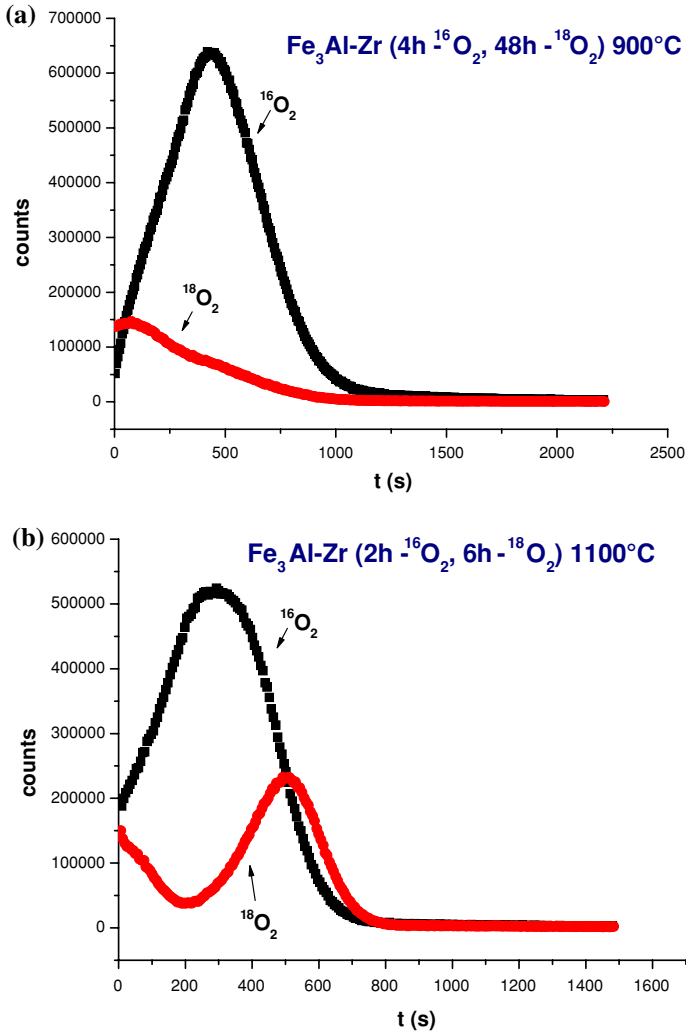 (a)
Fe₃Al-Zr (4h -¹⁶O₂, 48h -¹⁸O₂) 900°C
700000
600000
500000
400000
300000
200000
100000
0
counts
¹⁶O₂
¹⁸O₂
0 500 1000 1500 2000 2500
t (s)
(b)
Fe₃Al-Zr (2h -¹⁶O₂, 6h -¹⁸O₂) 1100°C
600000
500000
400000
300000
200000
100000
0
counts
¹⁶O₂
¹⁸O₂
0 200 400 600 800 1000 1200 1400 1600
t (s)